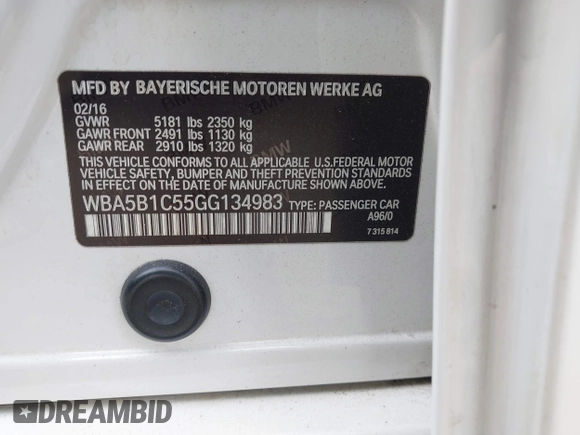 MFD BY BAYERISCHE MOTOREN WERKE AG
02/16
GVWR 5181 lbs 2350 kg
GAWR FRONT 2491 lbs 1130 kg
GAWR REAR 2910 lbs 1320 kg
THIS VEHICLE CONFORMS TO ALL APPLICABLE U.S.FEDERAL MOTOR
VEHICLE SAFETY, BUMPER AND THEFT PREVENTION STANDARDS
IN EFFECT ON THE DATE OF MANUFACTURE SHOWN ABOVE.
WBA5B1C55GG134983 TYPE: PASSENGER CAR
A96/0
7 315 814
BMW
BMW
BMW
DREAMBID